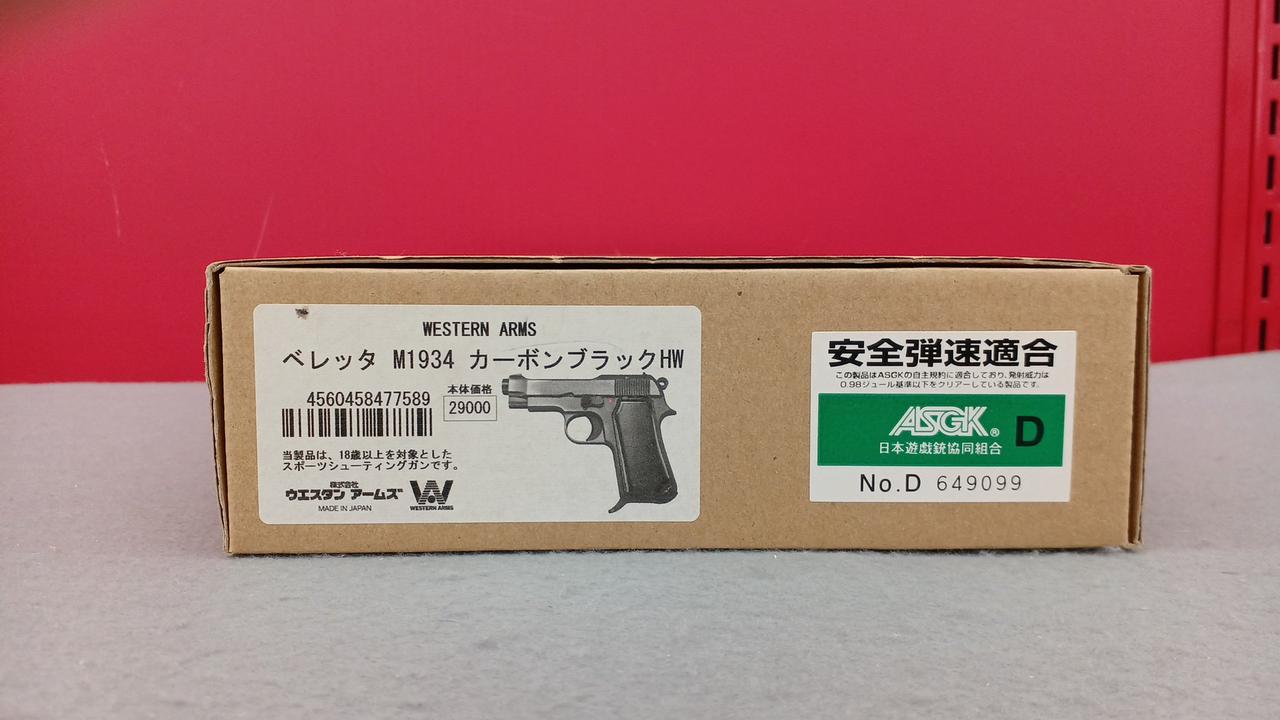 WESTERN ARMS
ベレッタ M1934 カーボンブラックHW
4560458477589
本体価格
29000
当製品は、18歳以上を対象とした
スポーツシューティングガンです。
株式会社
ウエスタン アームズ
MADE IN JAPAN
WESTERN ARMS
安全弾速適合
この製品はASGKの自主規約に適合しており、発射威力は
0.98ジュール基準以下をクリアーしている製品です。
ASGK® D
日本遊戯銃協同組合
No.D 649099